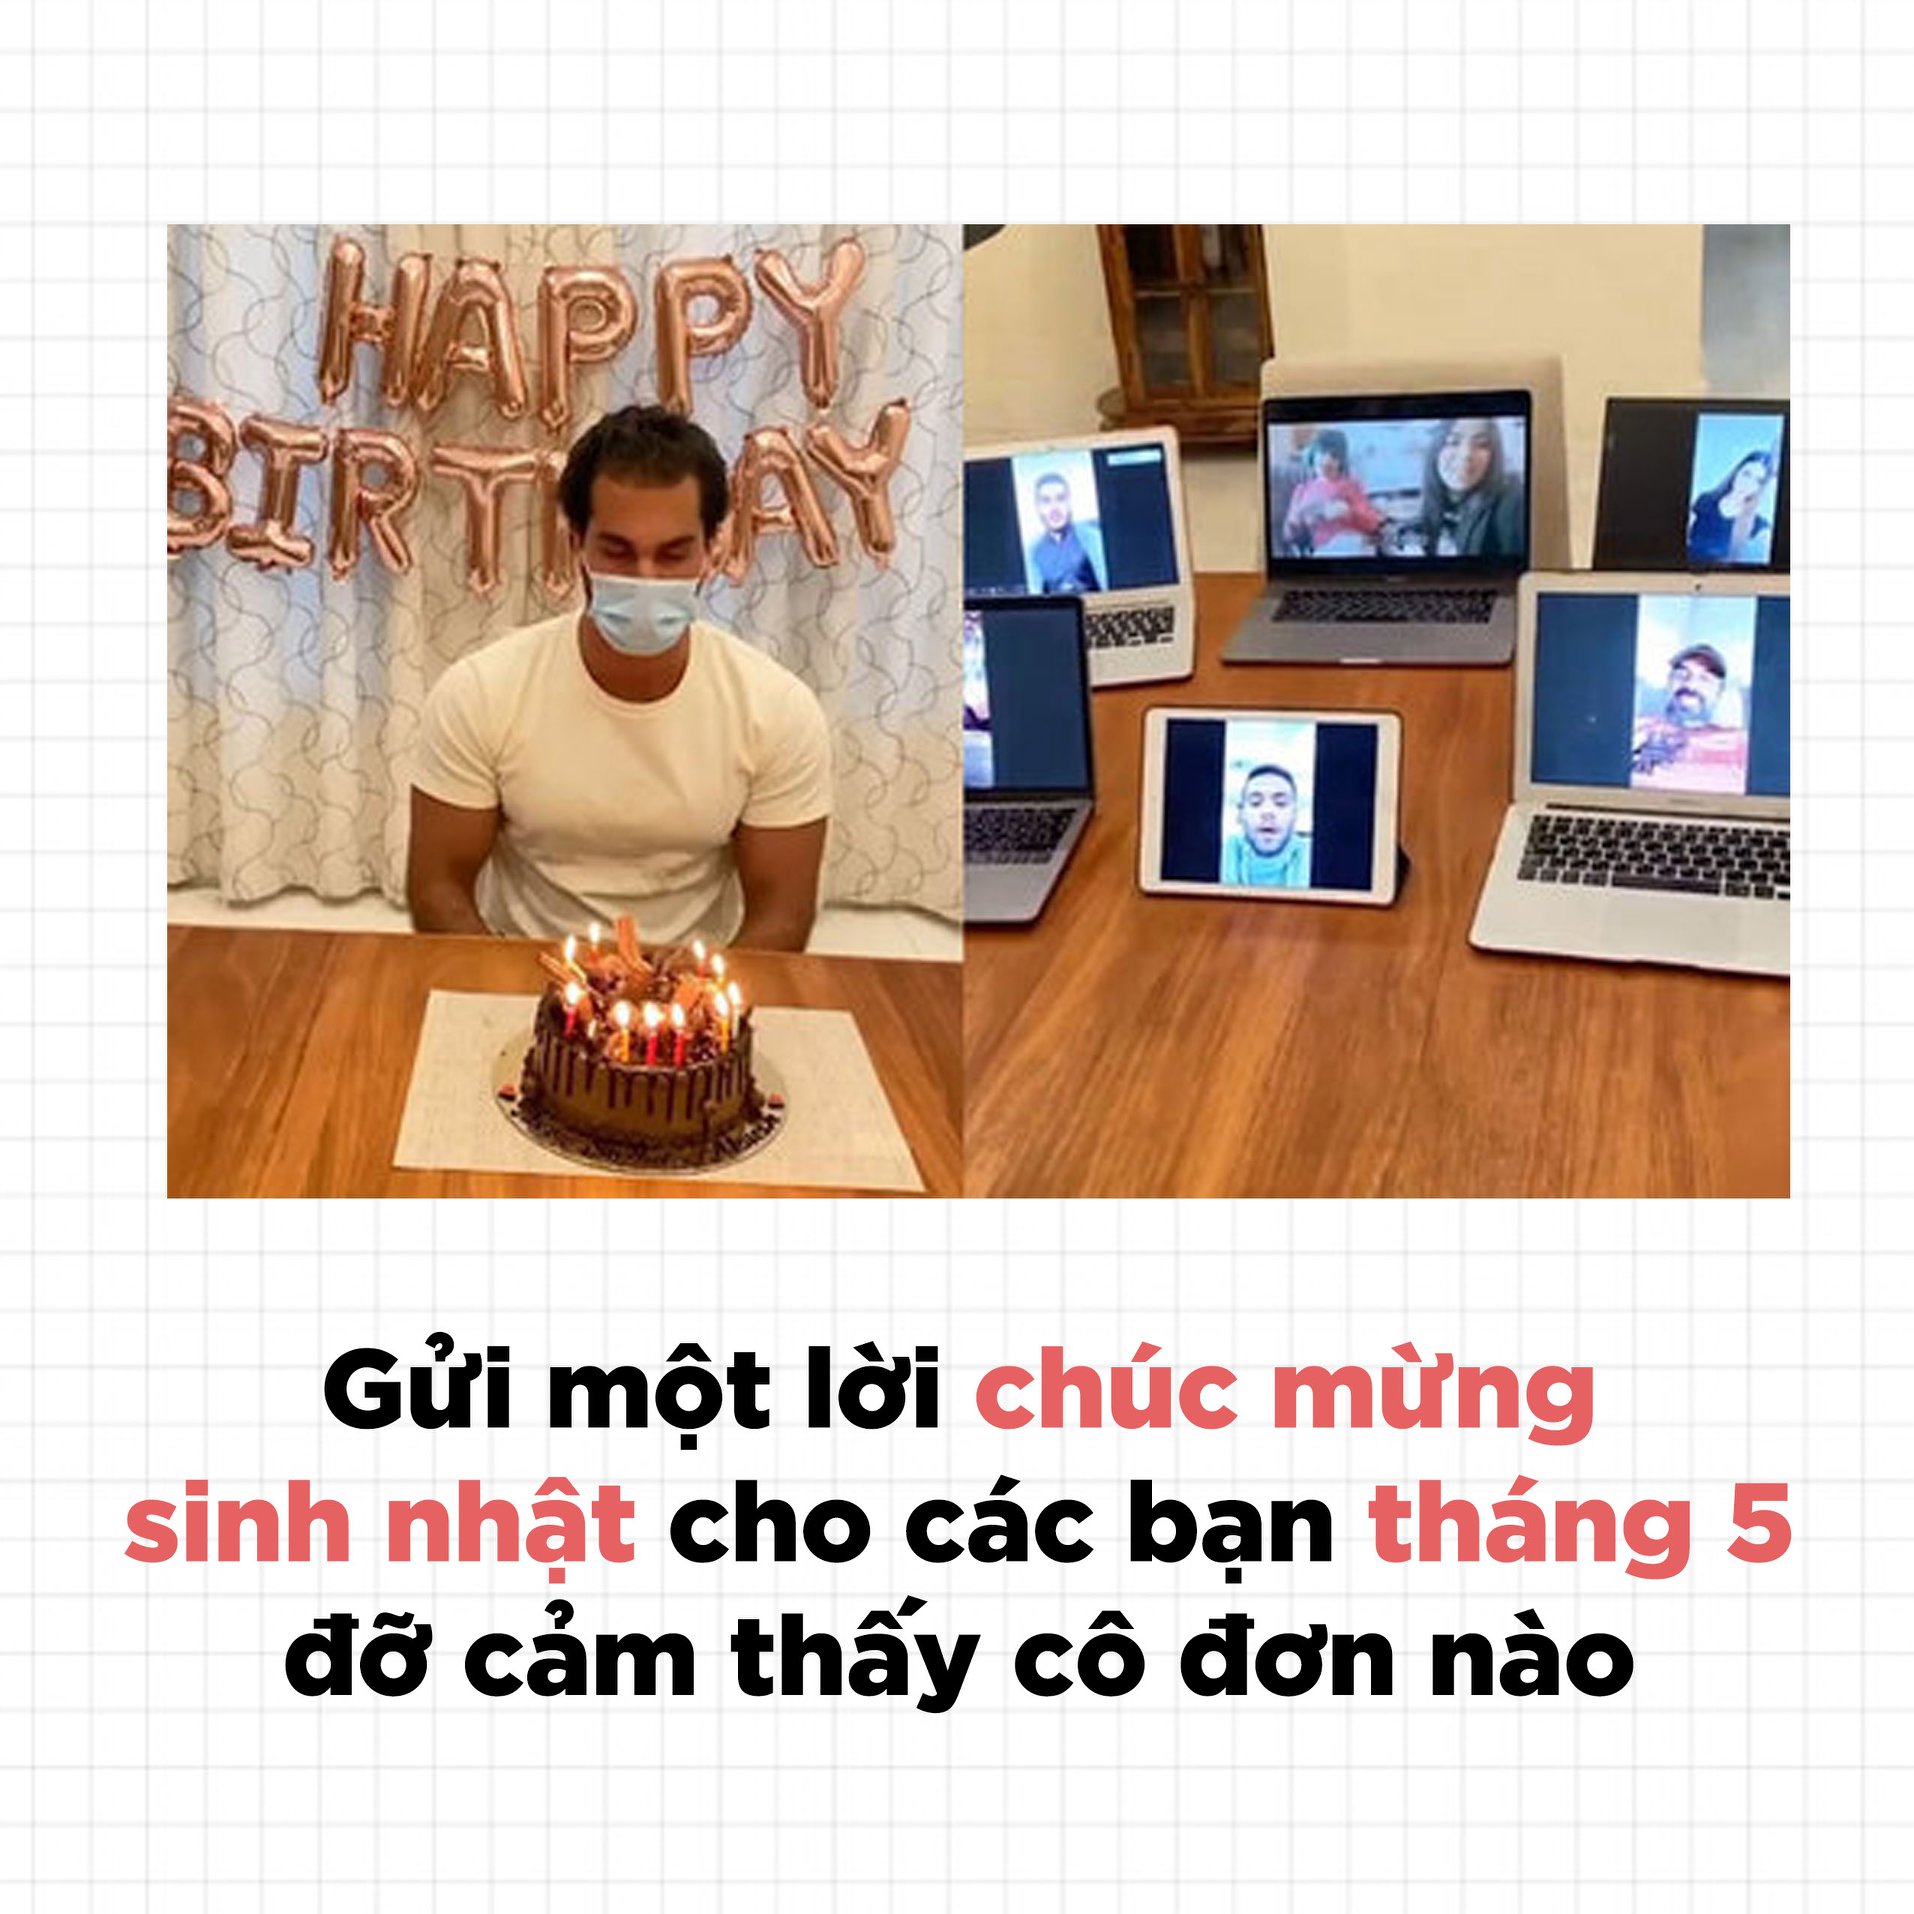 HAPPY
BIRTHDAY
Gửi một lời chúc mừng
sinh nhật cho các bạn tháng 5
đỡ cảm thấy cô đơn nào